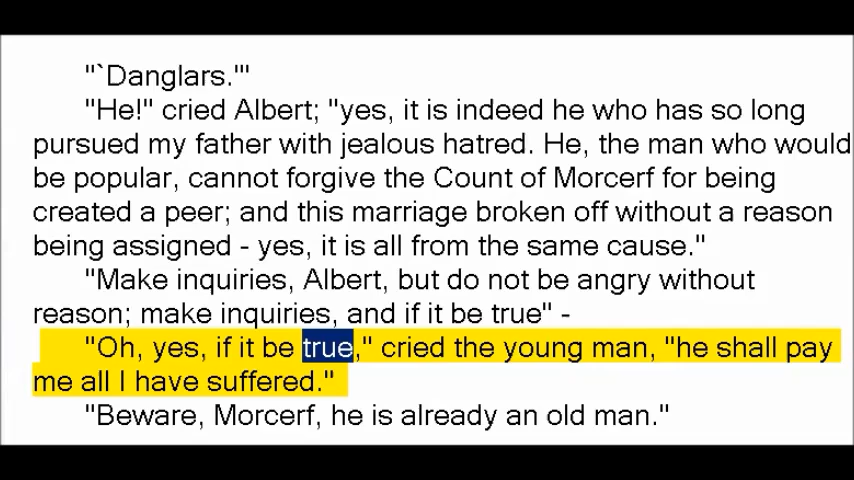 "`Danglars.'"
"He!" cried Albert; "yes, it is indeed he who has so long
pursued my father with jealous hatred. He, the man who would
be popular, cannot forgive the Count of Morcerf for being
created a peer; and this marriage broken off without a reason
being assigned - yes, it is all from the same cause."
"Make inquiries, Albert, but do not be angry without
reason; make inquiries, and if it be true" -
"Oh, yes, if it be true," cried the young man, "he shall pay
me all I have suffered."
"Beware, Morcerf, he is already an old man."